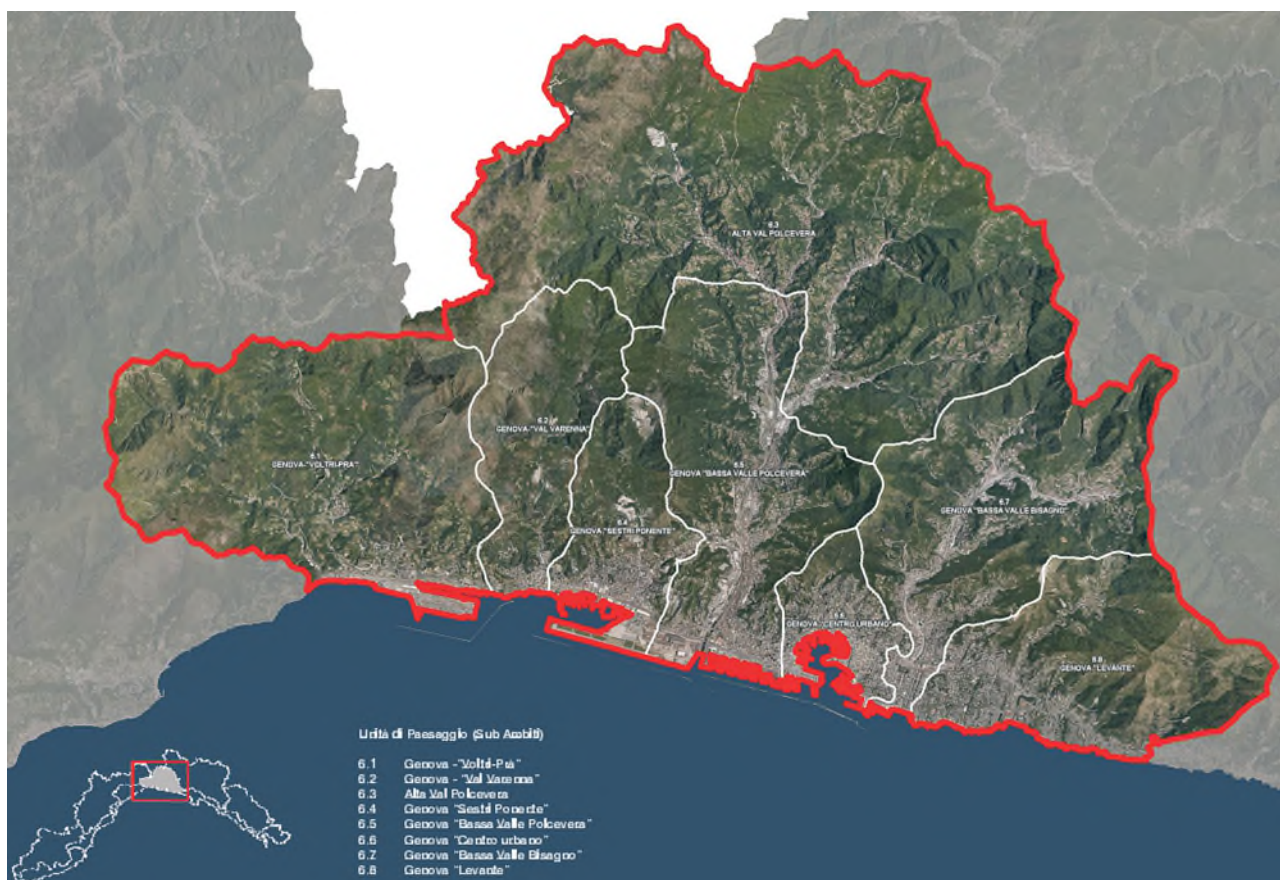 6.3
ALTA VAL POLCEVERA
6.2
GENOVA-"VAL VARENNA"
6.1
GENOVA-"VOLTRI-PRA'"
6.5
GENOVA "BASSA VALLE POLCEVERA"
6.4
GENOVA "SESTRI PONENTE"
6.7
GENOVA "BASSA VALLE BISAGNO"
6.6
GENOVA-"CENTRO URBANO"
6.8
GENOVA "LEVANTE"
Unità di Paesaggio (Sub Ambiti)
6.1 Genova -"Voltri-Prà"
6.2 Genova - "Val Varenna"
6.3 Alta Val Polcevera
6.4 Genova "Sestri Ponente"
6.5 Genova "Bassa Valle Polcevera"
6.6 Genova "Centro urbano"
6.7 Genova "Bassa Valle Bisagno"
6.8 Genova "Levante"